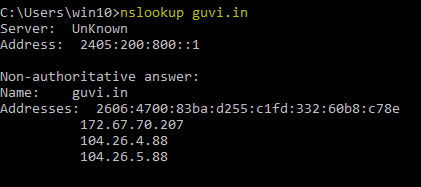 C:\Users\win10>nslookup guvi.in
Server:  UnKnown
Address:  2405:200:800::1

Non-authoritative answer:
Name:    guvi.in
Addresses:  2606:4700:83ba:d255:c1fd:332:60b8:c78e
          172.67.70.207
          104.26.4.88
          104.26.5.88